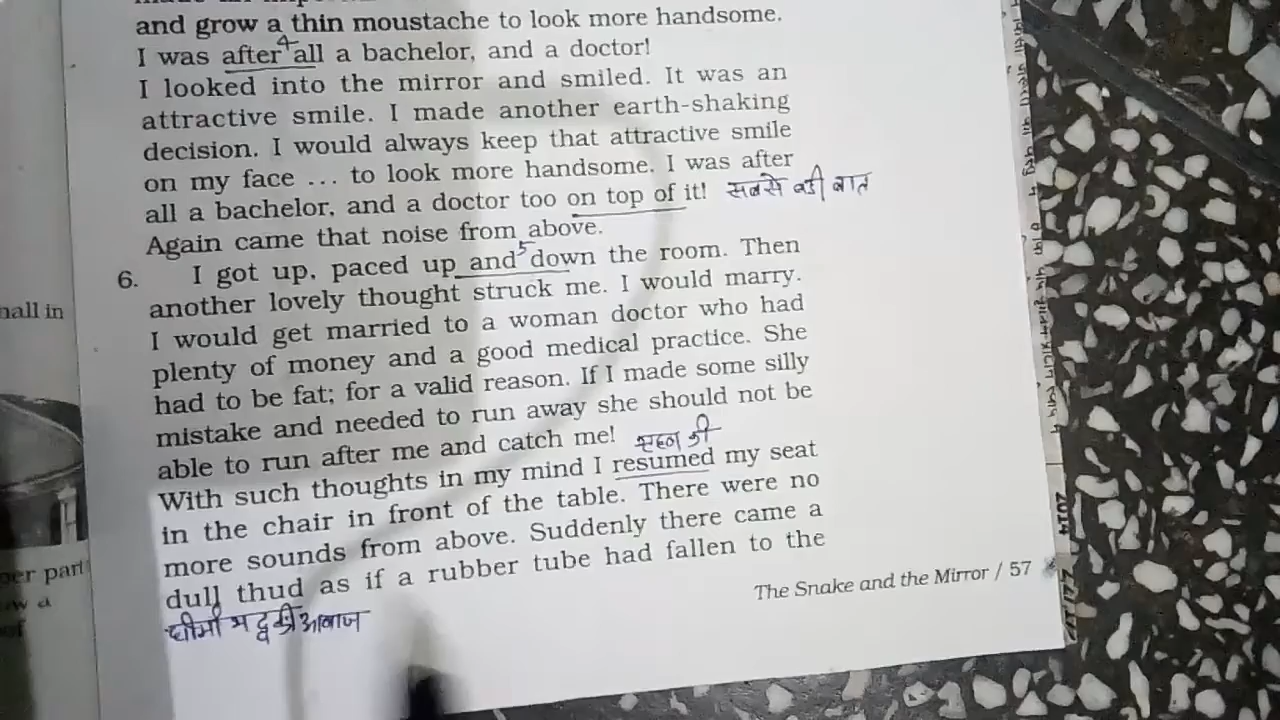 and grow a thin moustache to look more handsome.
4
I was after all a bachelor, and a doctor!
I looked into the mirror and smiled. It was an
attractive smile. I made another earth-shaking
decision. I would always keep that attractive smile
on my face ... to look more handsome. I was after
all a bachelor, and a doctor too on top of it! सबसे बड़ी बात
Again came that noise from above.
5
6. I got up, paced up and down the room. Then
another lovely thought struck me. I would marry.
I would get married to a woman doctor who had
plenty of money and a good medical practice. She
had to be fat; for a valid reason. If I made some silly
mistake and needed to run away she should not be
able to run after me and catch me!
With such thoughts in my mind I resumed my seat
in the chair in front of the table. There were no
more sounds from above. Suddenly there came a
dull thud as if a rubber tube had fallen to the
धीमी आवाज
The Snake and the Mirror / 57
nall in
per part